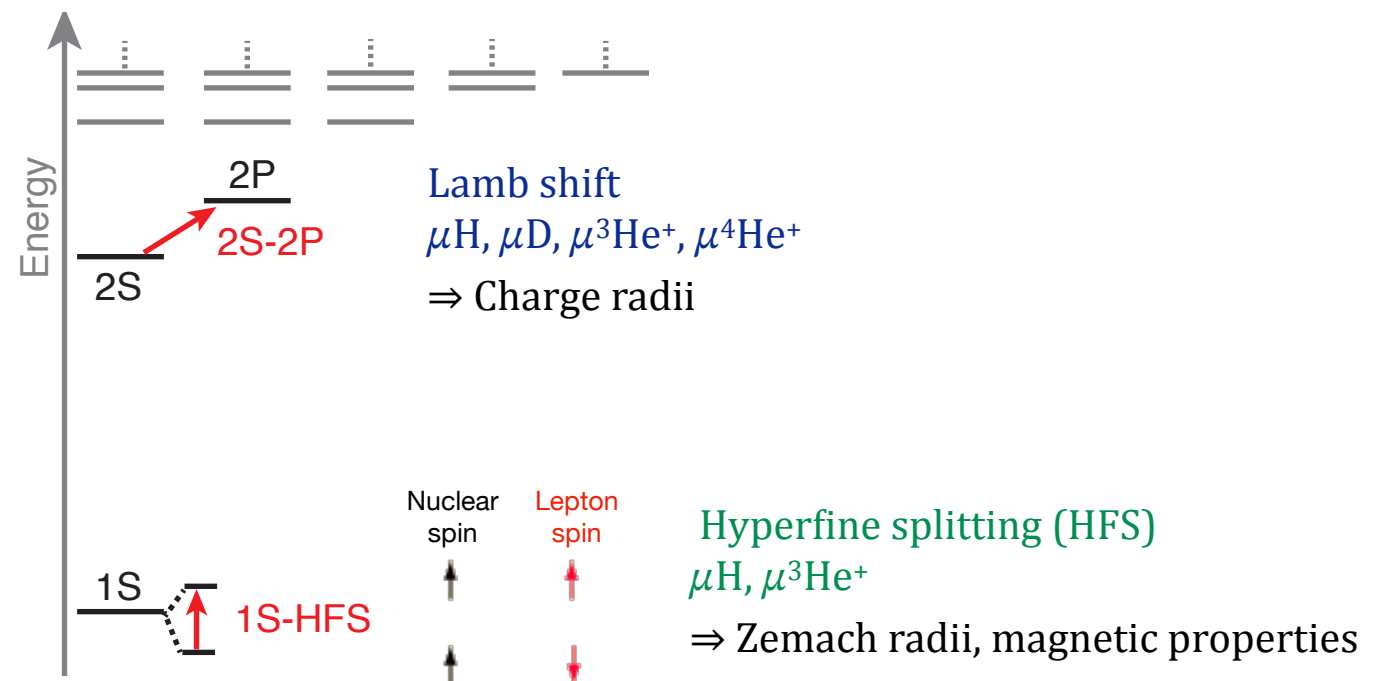 Energy
2P
Lamb shift
2S-2P
μH, μD, μ³He⁺, μ⁴He⁺
2S
⇒ Charge radii
Nuclear
spin
Lepton
spin
Hyperfine splitting (HFS)
1S
μH, μ³He⁺
1S-HFS
⇒ Zemach radii, magnetic properties